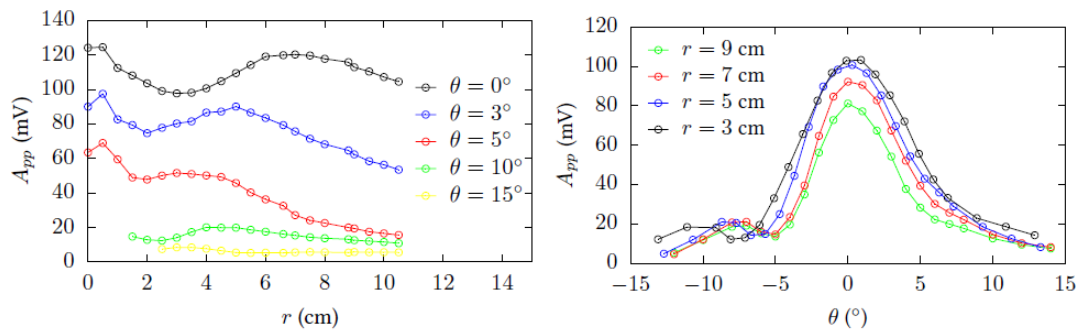 140
120
100
80
60
40
20
0
A_pp (mV)
0 2 4 6 8 10 12 14
r (cm)
θ = 0°
θ = 3°
θ = 5°
θ = 10°
θ = 15°
120
100
80
60
40
20
0
A_pp (mV)
−15 −10 −5 0 5 10 15
θ (°)
r = 9 cm
r = 7 cm
r = 5 cm
r = 3 cm